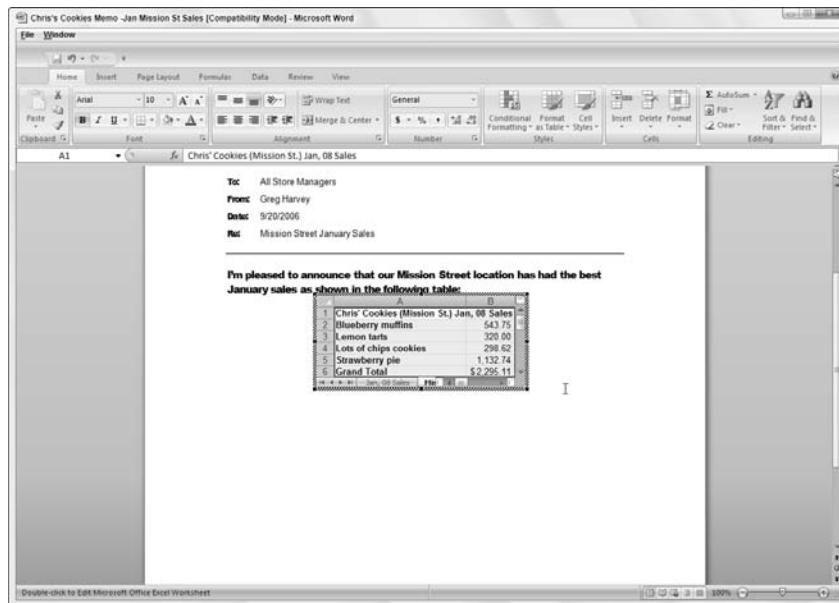 Chris's Cookies Memo -Jan Mission St Sales [Compatibility Mode] - Microsoft Word
File Window
Home Insert Page Layout Formulas Data Review View
Arial 10 A A Wrap Text General Σ AutoSum
Paste B I U A Merge & Center $ % , Conditional Formatting Format as Table Cell Styles Insert Delete Format Fill Clear Sort & Filter Find & Select
Clipboard Font Alignment Number Styles Cells Editing
A1 fx Chris' Cookies (Mission St.) Jan, 08 Sales
To: All Store Managers
From: Greg Harvey
Date: 9/20/2006
Re: Mission Street January Sales
I'm pleased to announce that our Mission Street location has had the best
January sales as shown in the following table:
A B
1 Chris' Cookies (Mission St.) Jan, 08 Sales
2 Blueberry muffins 543.75
3 Lemon tarts 320.00
4 Lots of chips cookies 298.62
5 Strawberry pie 1,132.74
6 Grand Total $2,295.11
Jan, 08 Sales
Double-click to Edit Microsoft Office Excel Worksheet 100%